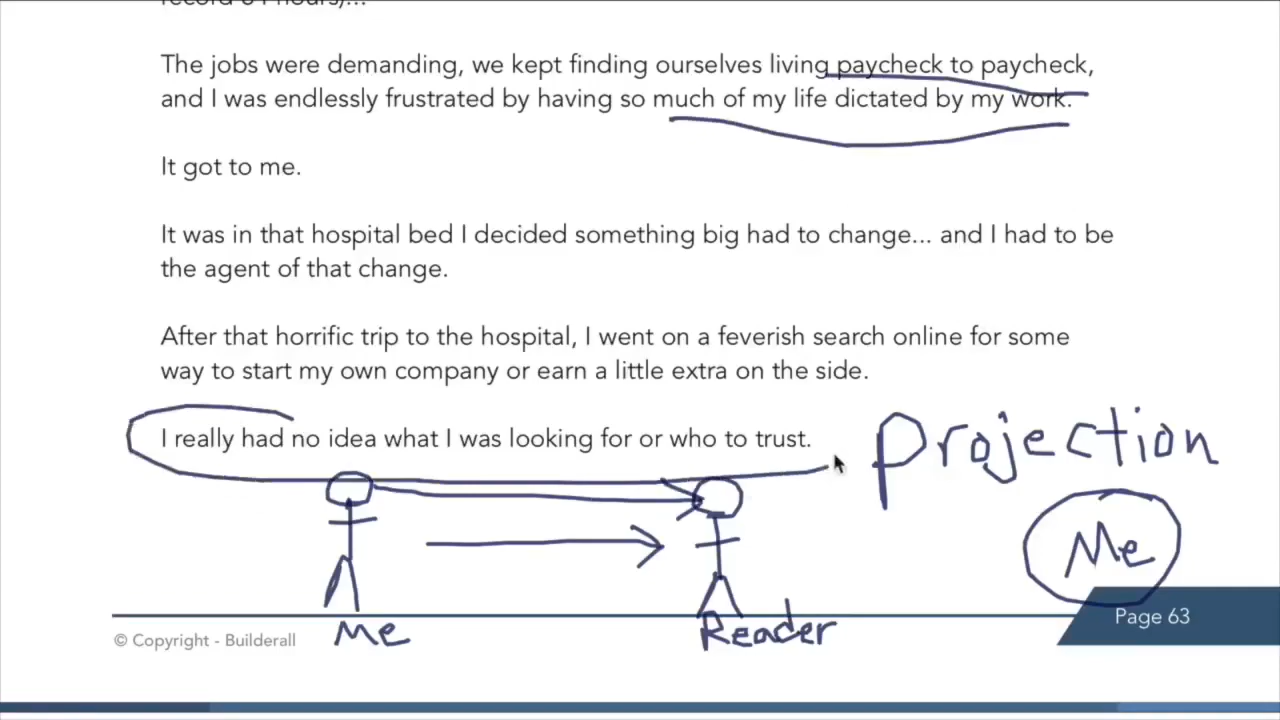 The jobs were demanding, we kept finding ourselves living paycheck to paycheck,
and I was endlessly frustrated by having so much of my life dictated by my work.
It got to me.
It was in that hospital bed I decided something big had to change... and I had to be
the agent of that change.
After that horrific trip to the hospital, I went on a feverish search online for some
way to start my own company or earn a little extra on the side.
I really had no idea what I was looking for or who to trust.
Projection
Me
Page 63
© Copyright - Builderall
Me
Reader